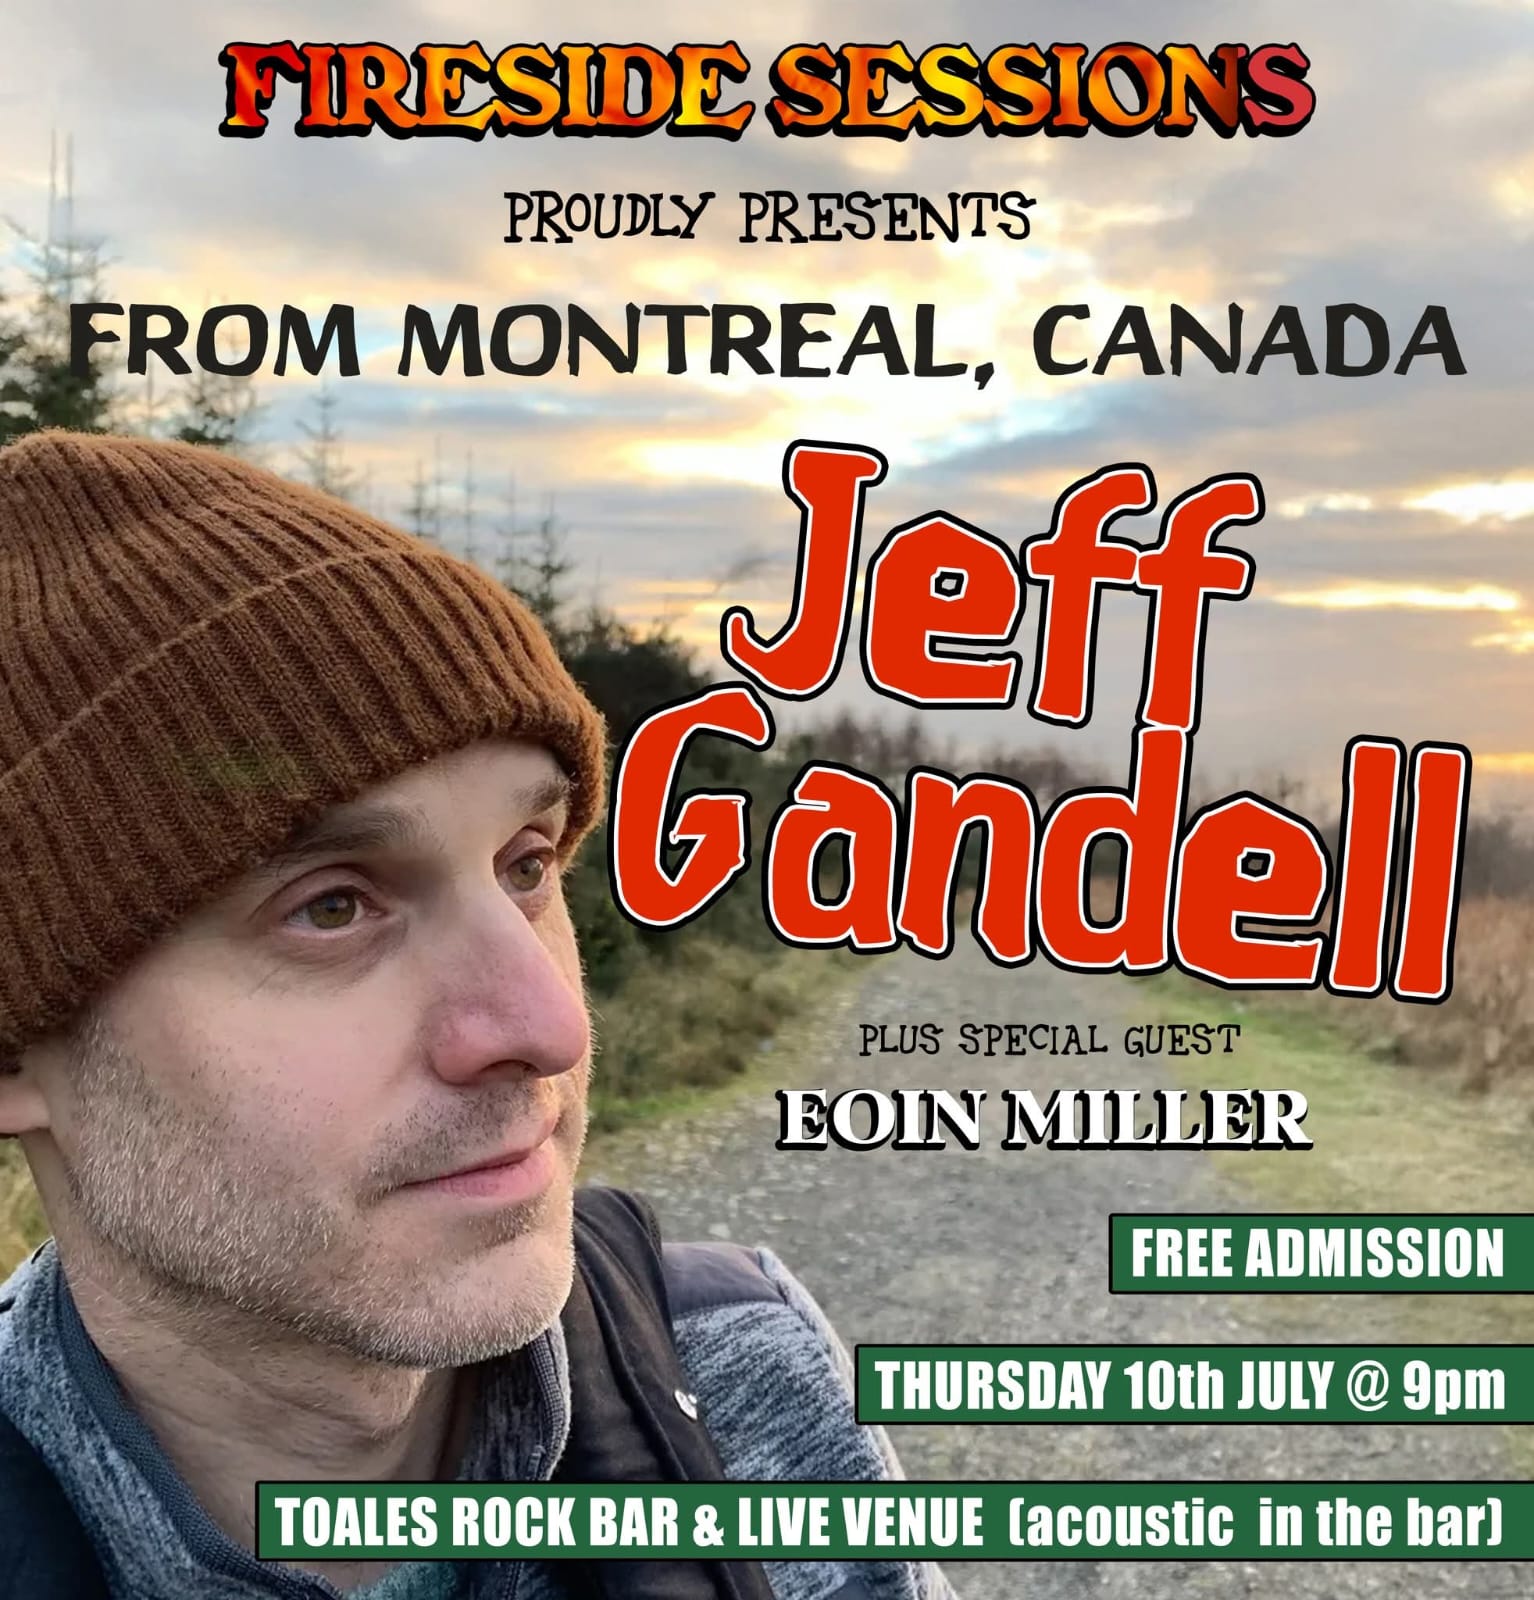 FIRESIDE SESSIONS
PROUDLY PRESENTS
FROM MONTREAL, CANADA
Jeff
Gandell
PLUS SPECIAL GUEST
EOIN MILLER
FREE ADMISSION
THURSDAY 10th JULY @ 9pm
TOALES ROCK BAR & LIVE VENUE (acoustic in the bar)